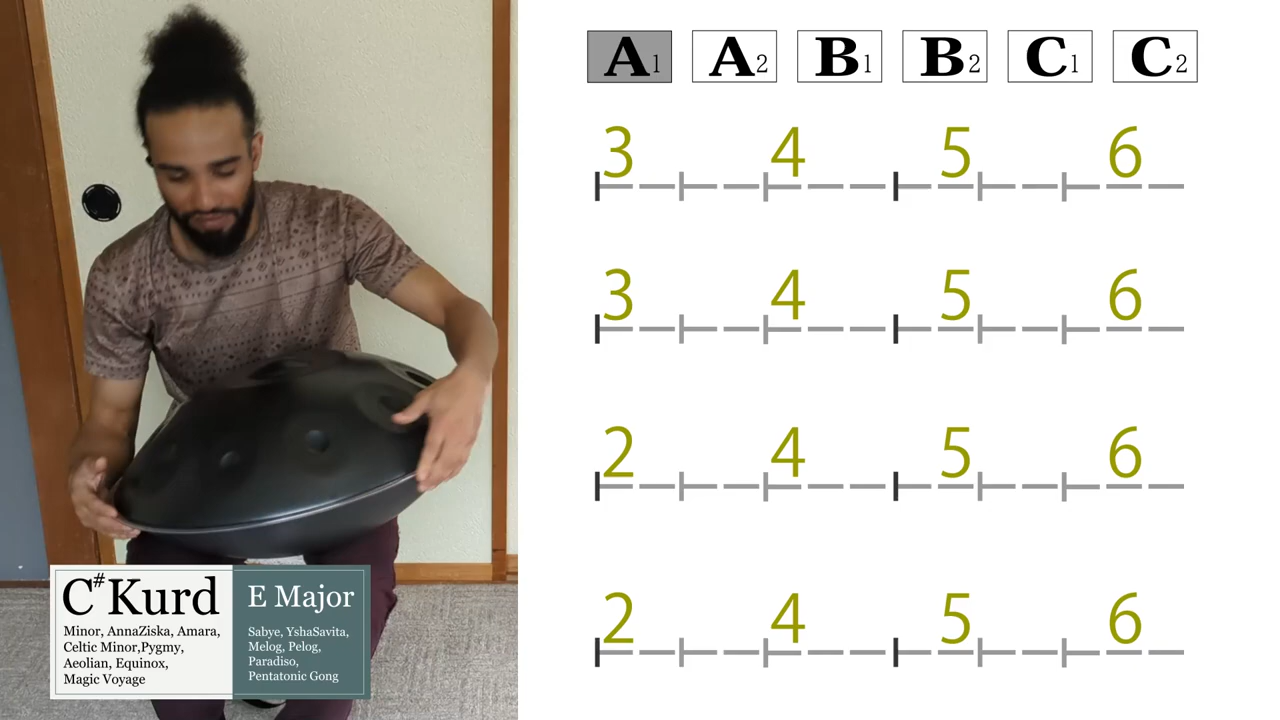 A1 A2 B1 B2 C1 C2
3 4 5 6
3 4 5 6
2 4 5 6
2 4 5 6
C# Kurd
Minor, AnnaZiska, Amara,
Celtic Minor,Pygmy,
Aeolian, Equinox,
Magic Voyage
E Major
Sabye, YshaSavita,
Melog, Pelog,
Paradiso,
Pentatonic Gong